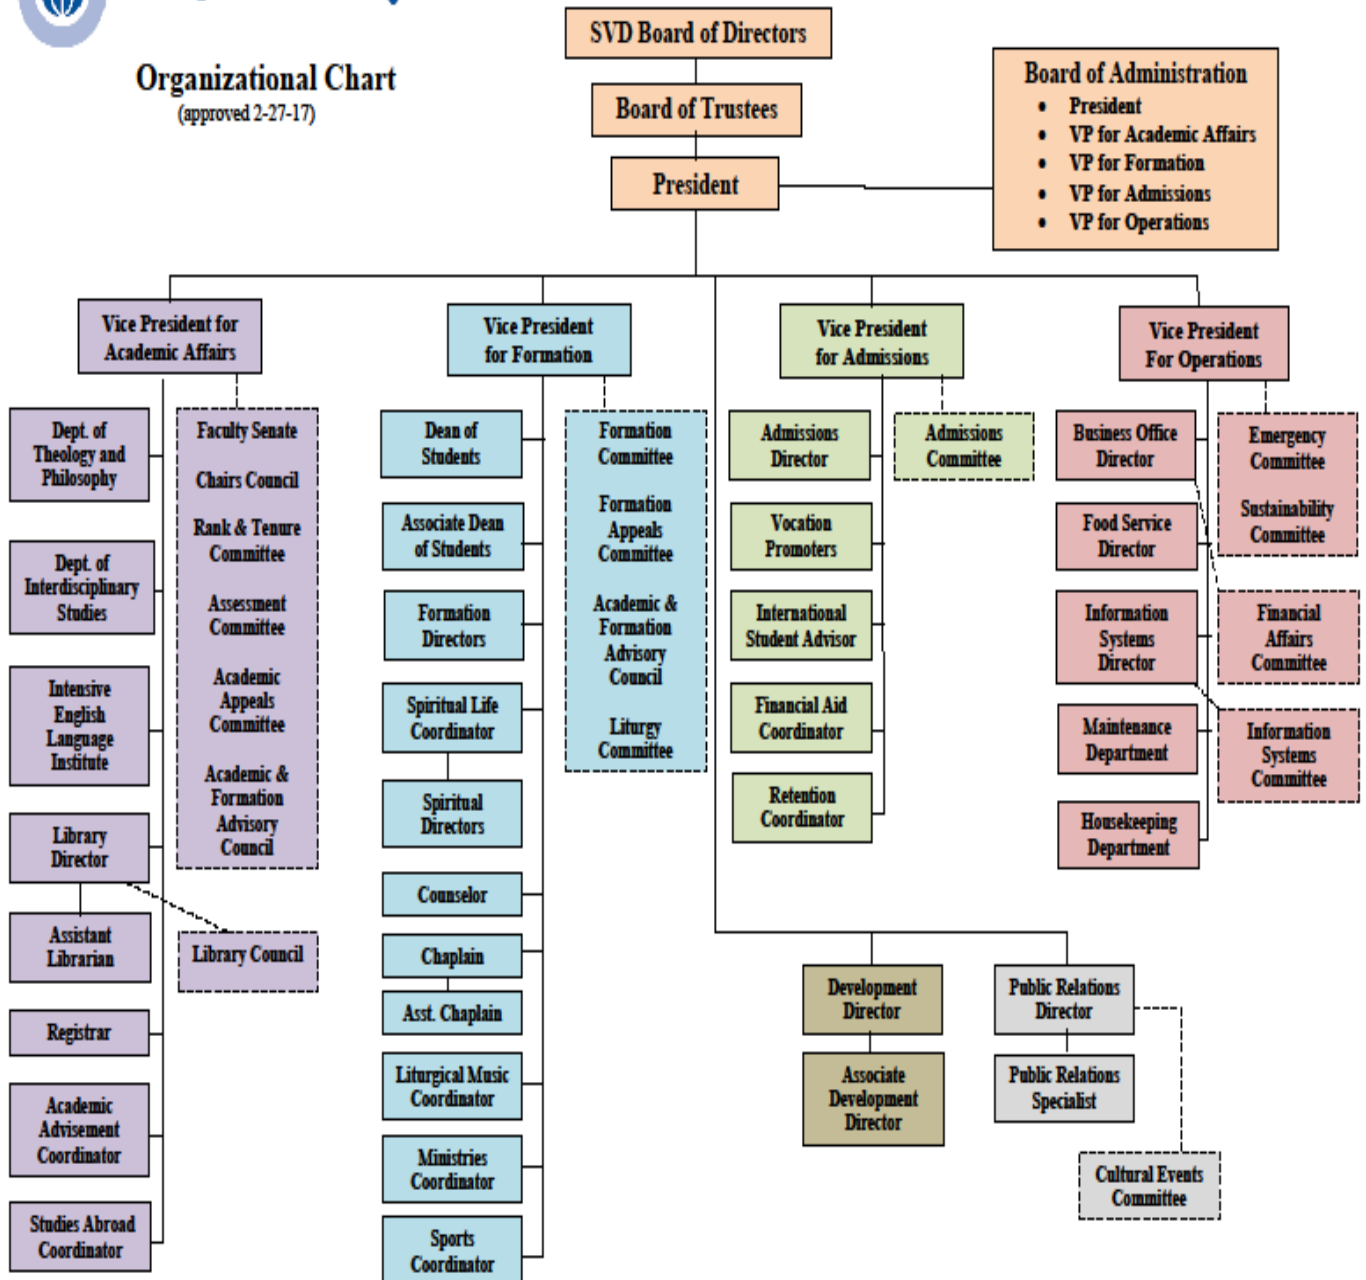 SVD Board of Directors
Organizational Chart
(approved 2-27-17)
Board of Trustees
President
Board of Administration
• President
• VP for Academic Affairs
• VP for Formation
• VP for Admissions
• VP for Operations
Vice President for
Academic Affairs
Dept. of
Theology and
Philosophy
Dept. of
Interdisciplinary
Studies
Intensive
English
Language
Institute
Library
Director
Assistant
Librarian
Registrar
Academic
Advisement
Coordinator
Studies Abroad
Coordinator
Faculty Senate
Chairs Council
Rank & Tenure
Committee
Assessment
Committee
Academic
Appeals
Committee
Academic &
Formation
Advisory
Council
Library Council
Vice President
for Formation
Dean of
Students
Associate Dean
of Students
Formation
Directors
Spiritual Life
Coordinator
Spiritual
Directors
Counselor
Chaplain
Asst. Chaplain
Liturgical Music
Coordinator
Ministries
Coordinator
Sports
Coordinator
Formation
Committee
Formation
Appeals
Committee
Academic &
Formation
Advisory
Council
Liturgy
Committee
Vice President
for Admissions
Admissions
Director
Vocation
Promoters
International
Student Advisor
Financial Aid
Coordinator
Retention
Coordinator
Admissions
Committee
Vice President
For Operations
Business Office
Director
Food Service
Director
Information
Systems
Director
Maintenance
Department
Housekeeping
Department
Emergency
Committee
Sustainability
Committee
Financial
Affairs
Committee
Information
Systems
Committee
Development
Director
Associate
Development
Director
Public Relations
Director
Public Relations
Specialist
Cultural Events
Committee